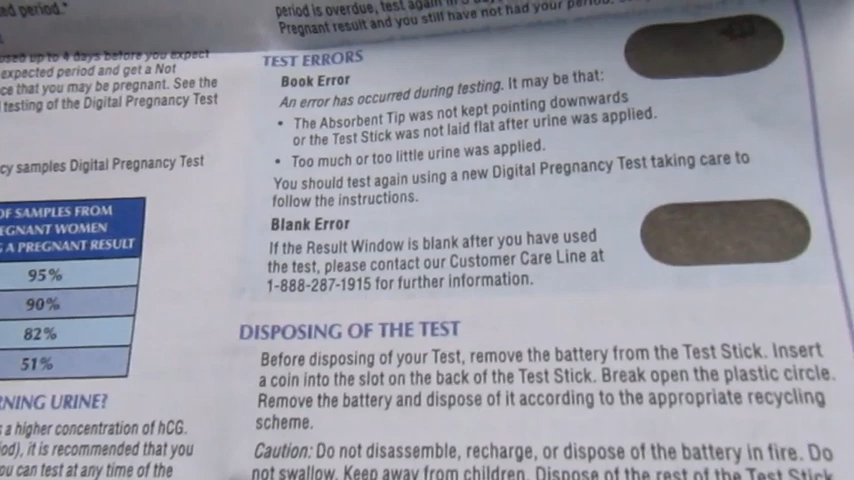 ad period.*
used up to 4 days before you expect
expected period and get a Not
ce that you may be pregnant. See the
testing of the Digital Pregnancy Test
cy samples Digital Pregnancy Test
OF SAMPLES FROM
EGNANT WOMEN
G A PREGNANT RESULT
95%
90%
82%
51%
RNING URINE?
s a higher concentration of hCG.
iod), it is recommended that you
ou can test at any time of the
period is overdue, test again in
Pregnant result and you still have not had your period.
TEST ERRORS
Book Error
An error has occurred during testing. It may be that:
• The Absorbent Tip was not kept pointing downwards
or the Test Stick was not laid flat after urine was applied.
• Too much or too little urine was applied.
You should test again using a new Digital Pregnancy Test taking care to
follow the instructions.
Blank Error
If the Result Window is blank after you have used
the test, please contact our Customer Care Line at
1-888-287-1915 for further information.
DISPOSING OF THE TEST
Before disposing of your Test, remove the battery from the Test Stick. Insert
a coin into the slot on the back of the Test Stick. Break open the plastic circle.
Remove the battery and dispose of it according to the appropriate recycling
scheme.
Caution: Do not disassemble, recharge, or dispose of the battery in fire. Do
not swallow. Keep away from children. Dispose of the rest of the Test Stick